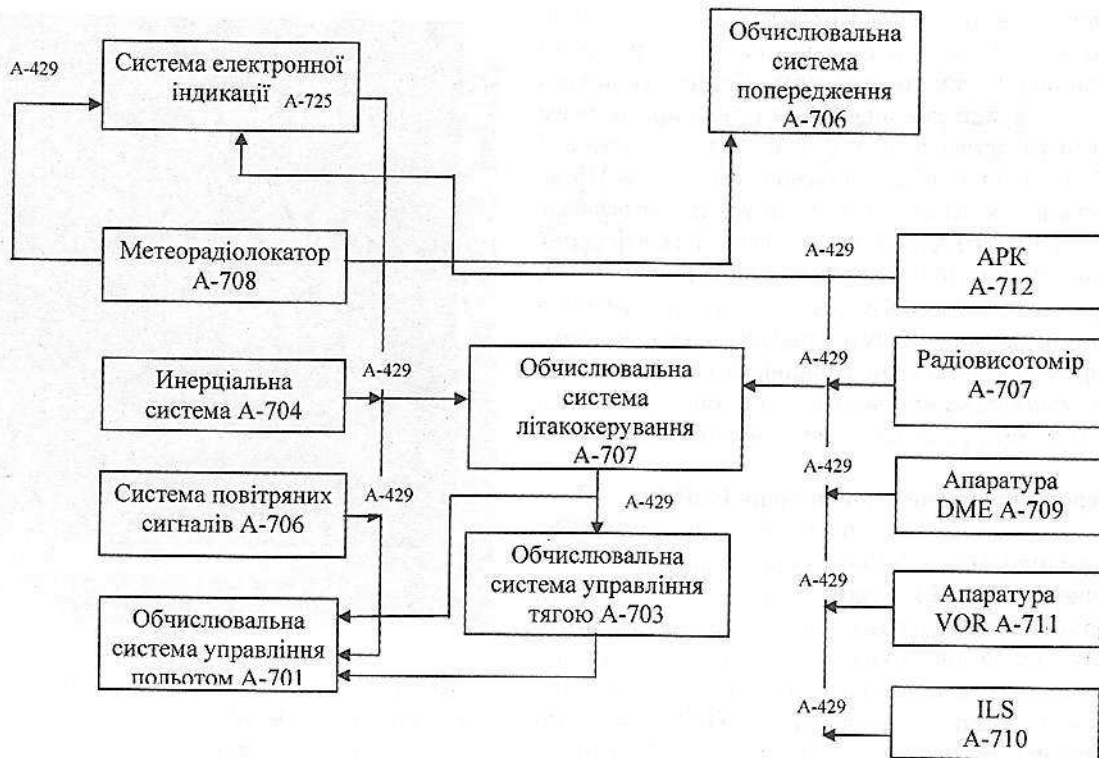 А-429
Система електронної
індикації А-725
Обчислювальна
система
попередження
А-706
Метеорадіолокатор
А-708
А-429
АРК
А-712
Инерціальна
система А-704
А-429
Обчислювальна
система
літакокерування
А-707
А-429
Радіовисотомір
А-707
Система повітряних
сигналів А-706
А-429
А-429
А-429
Апаратура
DME А-709
Обчислювальна
система управління
тягою А-703
Обчислювальна
система управління
польотом А-701
А-429
Апаратура
VOR А-711
А-429
ILS
А-710